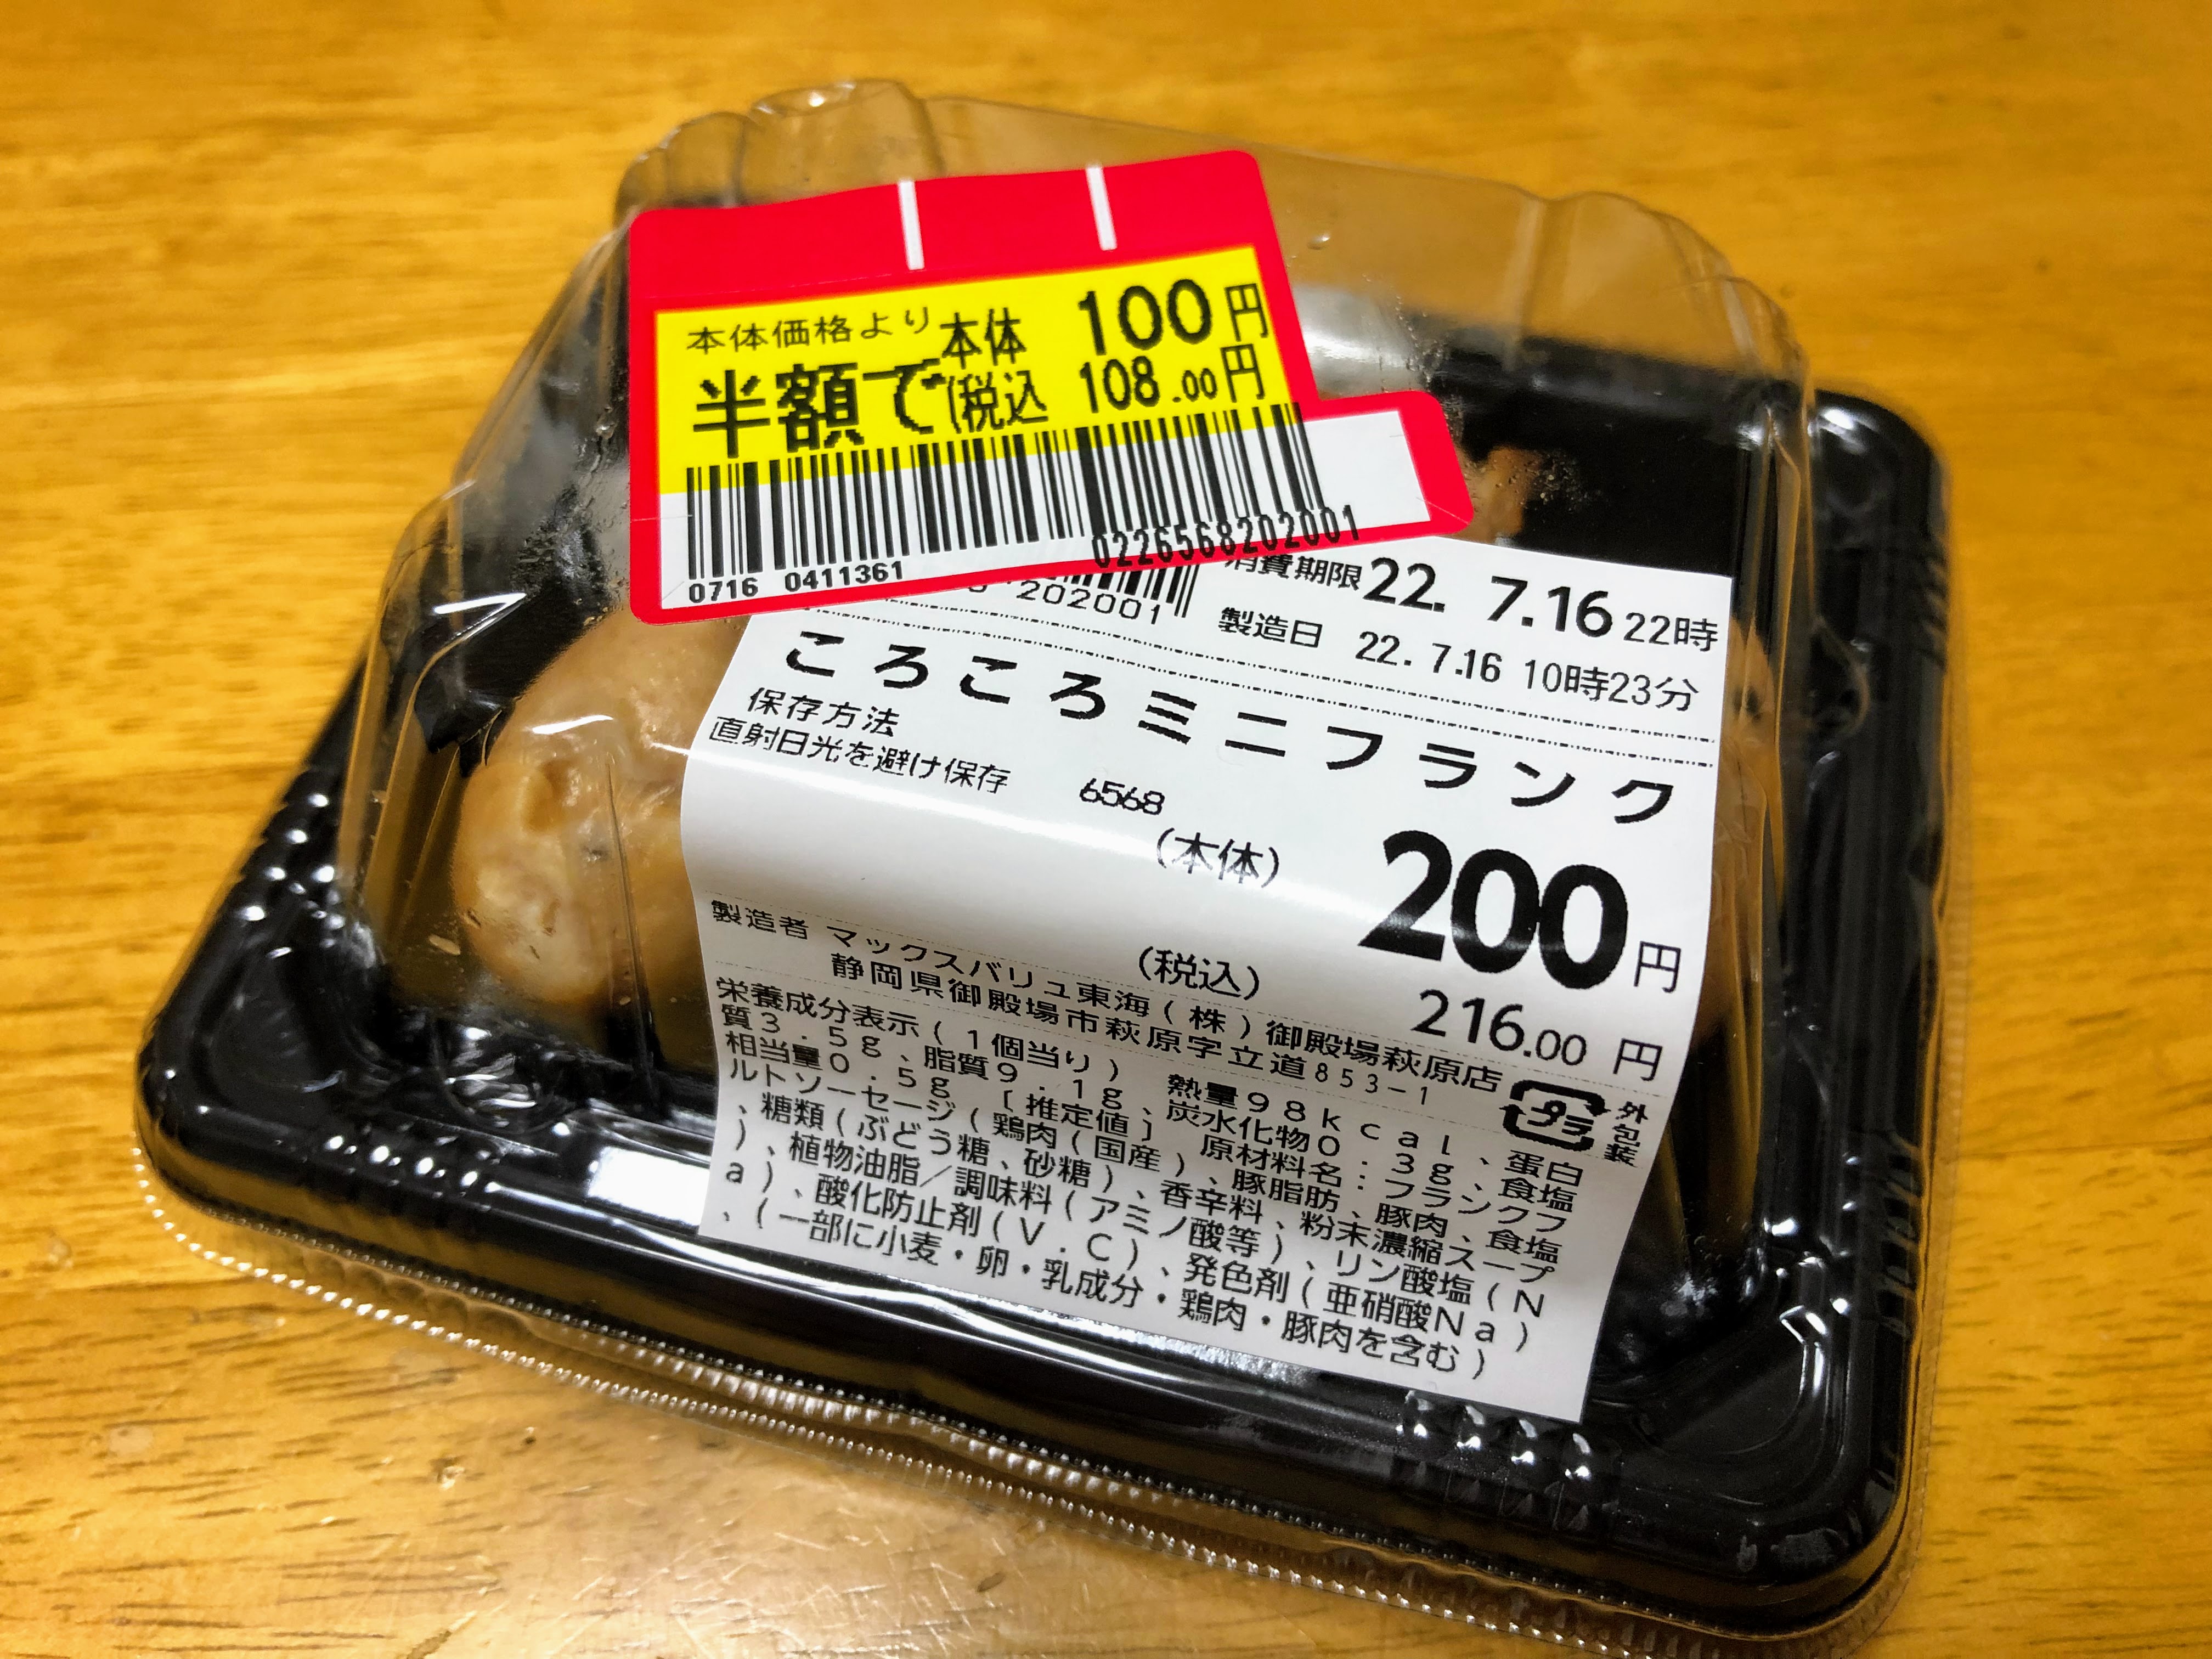 本体価格より
半額で
本体 100円
(税込 108.00円
0226568202001
0716 0411361
202001
消費期限 22. 7.16 22時
製造日 22. 7.16 10時23分
ころころミニフランク
保存方法
直射日光を避け保存
6568
(本体) 200円
(税込) 216.00円
製造者 マックスバリュ東海(株)御殿場萩原店
静岡県御殿場市萩原字立道853-1
プラ
外包装
栄養成分表示(1個当り) 熱量98kcal、蛋白
質3.5g、脂質9.1g、炭水化物0.3g、食塩
相当量0.5g [推定値] 原材料名:フランクフ
ルトソーセージ(鶏肉(国産)、豚脂肪、豚肉、食塩
、糖類(ぶどう糖、砂糖)、香辛料、粉末濃縮スープ
)、植物油脂/調味料(アミノ酸等)、リン酸塩(N
a)、酸化防止剤(V.C)、発色剤(亜硝酸Na)
、(一部に小麦・卵・乳成分・鶏肉・豚肉を含む)